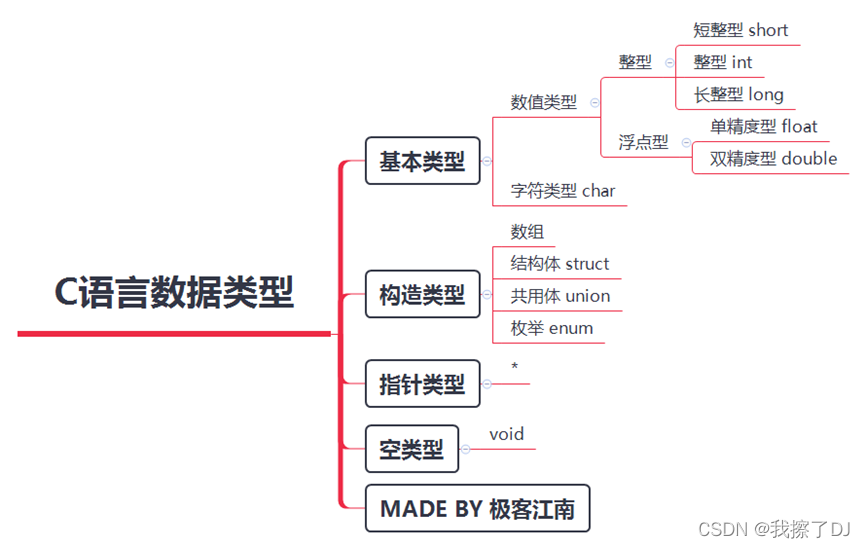 C语言数据类型
基本类型
数值类型
整型
短整型 short
整型 int
长整型 long
浮点型
单精度型 float
双精度型 double
字符类型 char
构造类型
数组
结构体 struct
共用体 union
枚举 enum
指针类型
*
空类型
void
MADE BY 极客江南
CSDN @我擦了DJ